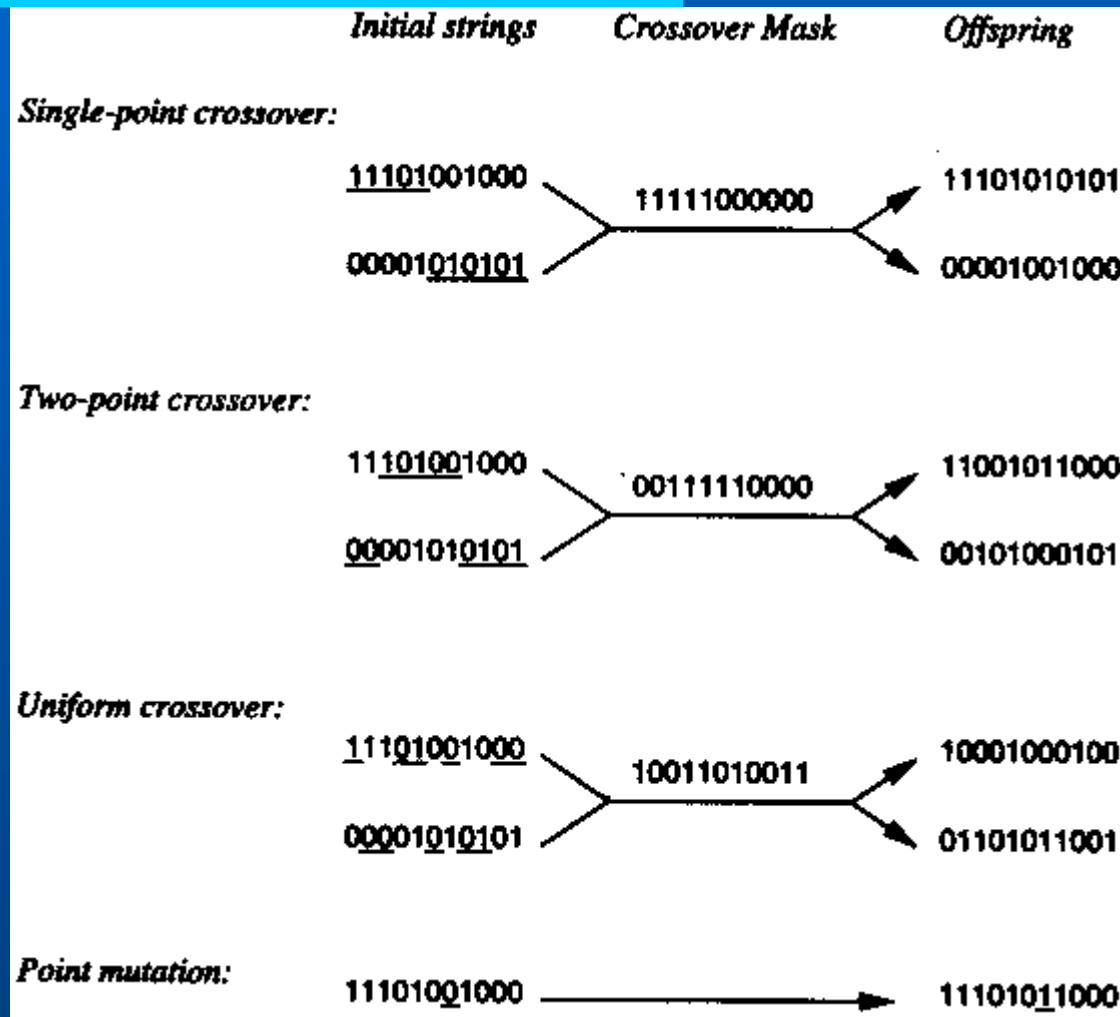 Initial strings Crossover Mask Offspring
Single-point crossover:
11101001000 11111000000 11101010101
00001010101 00001001000
Two-point crossover:
11101001000 00111110000 11001011000
00001010101 00101000101
Uniform crossover:
11101001000 10011010011 10001000100
00001010101 01101011001
Point mutation:
11101001000 11101011000